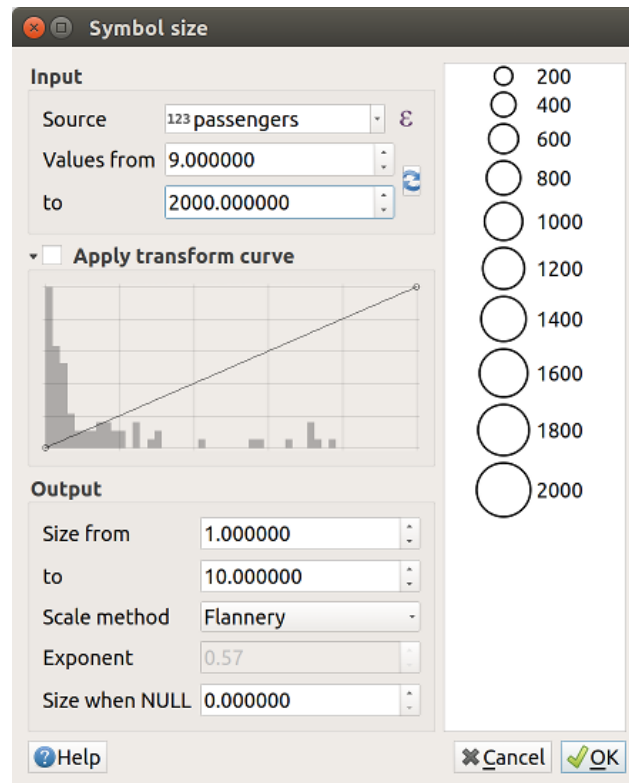 Symbol size
Input
Source 123 passengers ε
Values from 9.000000
to 2000.000000
Apply transform curve
Output
Size from 1.000000
to 10.000000
Scale method Flannery
Exponent 0.57
Size when NULL 0.000000
200
400
600
800
1000
1200
1400
1600
1800
2000
Help Cancel OK